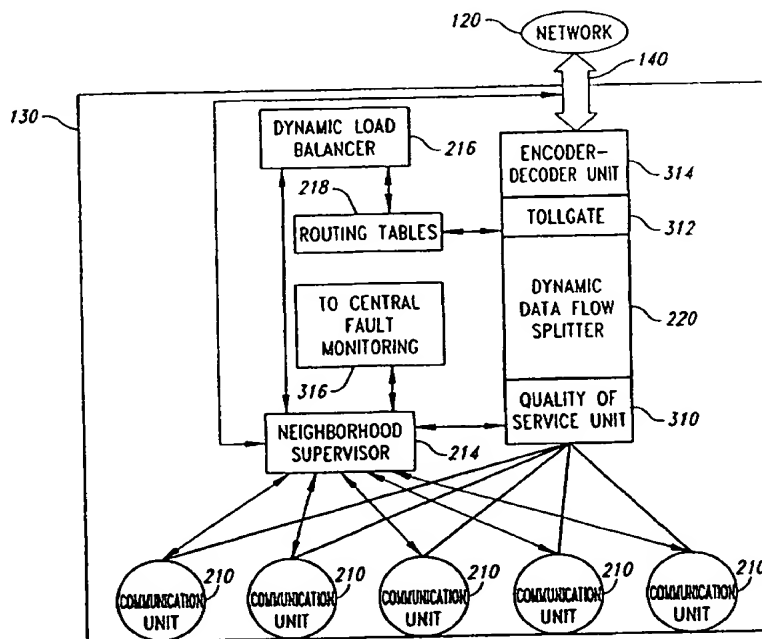 120
NETWORK
140
130
DYNAMIC LOAD
BALANCER
216
ENCODER-
DECODER UNIT
314
218
TOLLGATE
312
ROUTING TABLES
DYNAMIC
DATA FLOW
SPLITTER
220
TO CENTRAL
FAULT
MONITORING
316
QUALITY OF
SERVICE UNIT
310
NEIGHBORHOOD
SUPERVISOR
214
210
COMMUNICATION
UNIT
210
COMMUNICATION
UNIT
210
COMMUNICATION
UNIT
210
COMMUNICATION
UNIT
210
COMMUNICATION
UNIT